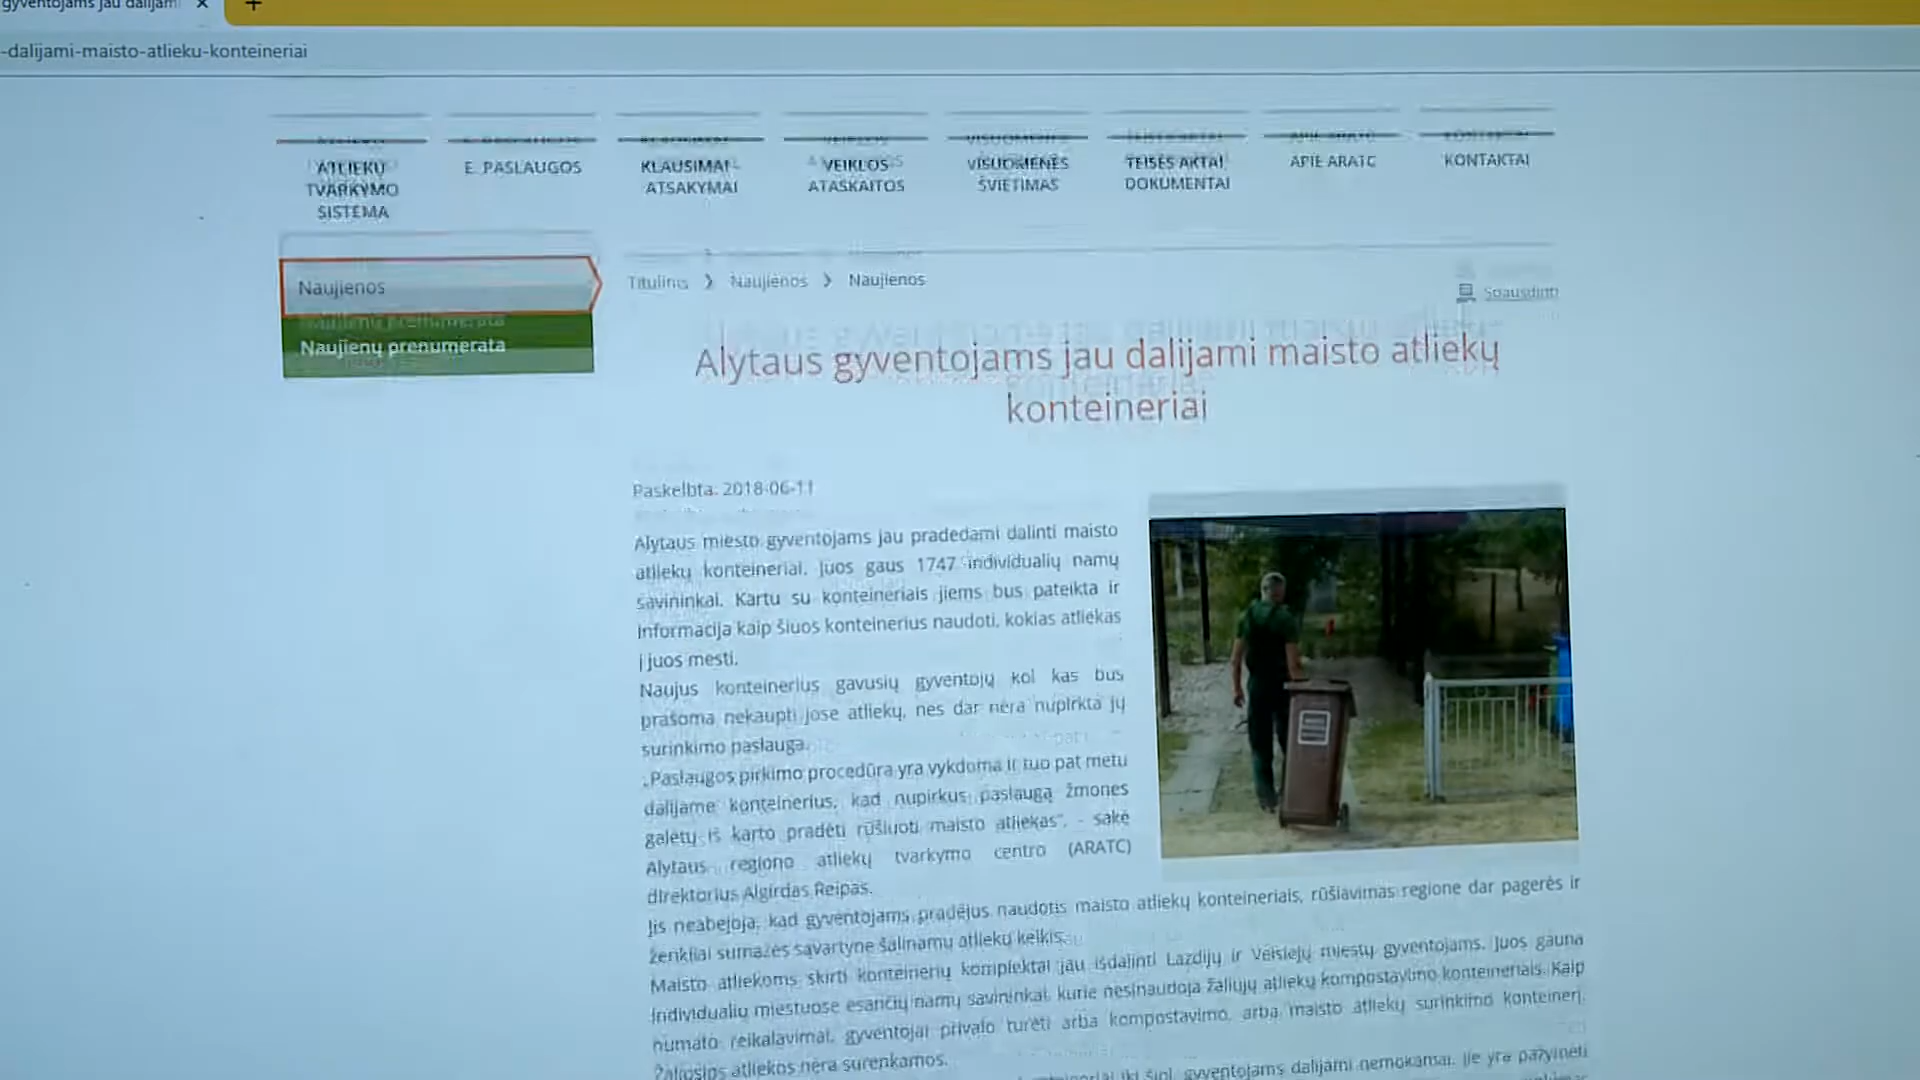 gyventojams jau dalijami
-dalijami-maisto-atlieku-konteineriai
ATLIEKŲ TVARKYMO SISTEMA
E. PASLAUGOS
KLAUSIMAI - ATSAKYMAI
VEIKLOS ATASKAITOS
VISUOMENĖS ŠVIETIMAS
TEISĖS AKTAI, DOKUMENTAI
APIE ARATC
KONTAKTAI
Naujienos
Naujienų prenumerata
Titulinis > Naujienos > Naujienos
Spausdinti
Alytaus gyventojams jau dalijami maisto atliekų
konteineriai
Paskelbta: 2018-06-11
Alytaus miesto gyventojams jau pradedami dalinti maisto
atliekų konteineriai. Juos gaus 1747 individualių namų
savininkai. Kartu su konteineriais jiems bus pateikta ir
informacija kaip šiuos konteinerius naudoti, kokias atliekas
į juos mesti.
Naujus konteinerius gavusių gyventojų kol kas bus
prašoma nekaupti jose atliekų, nes dar nėra nupirkta jų
surinkimo paslauga.
„Paslaugos pirkimo procedūra yra vykdoma ir tuo pat metu
dalijame konteinerius, kad nupirkus paslaugą žmonės
galėtų iš karto pradėti rūšiuoti maisto atliekas", - sakė
Alytaus regiono atliekų tvarkymo centro (ARATC)
direktorius Algirdas Reipas.
Jis neabejoja, kad gyventojams pradėjus naudotis maisto atliekų konteineriais, rūšiavimas regione dar pagerės ir
ženkliai sumažės sąvartyne šalinamų atliekų kiekis.
Maisto atliekoms skirti konteinerių komplektai jau išdalinti Lazdijų ir Veisiejų miestų gyventojams. Juos gauna
individualių miestuose esančių namų savininkai, kurie nesinaudoja žaliųjų atliekų kompostavimo konteineriais. Kaip
numato reikalavimai, gyventojai privalo turėti arba kompostavimo, arba maisto atliekų surinkimo konteinerį.
Žaliosios atliekos nėra surenkamos.
iki šiol gyventojams dalijami nemokamai. Jie yra pažymėti